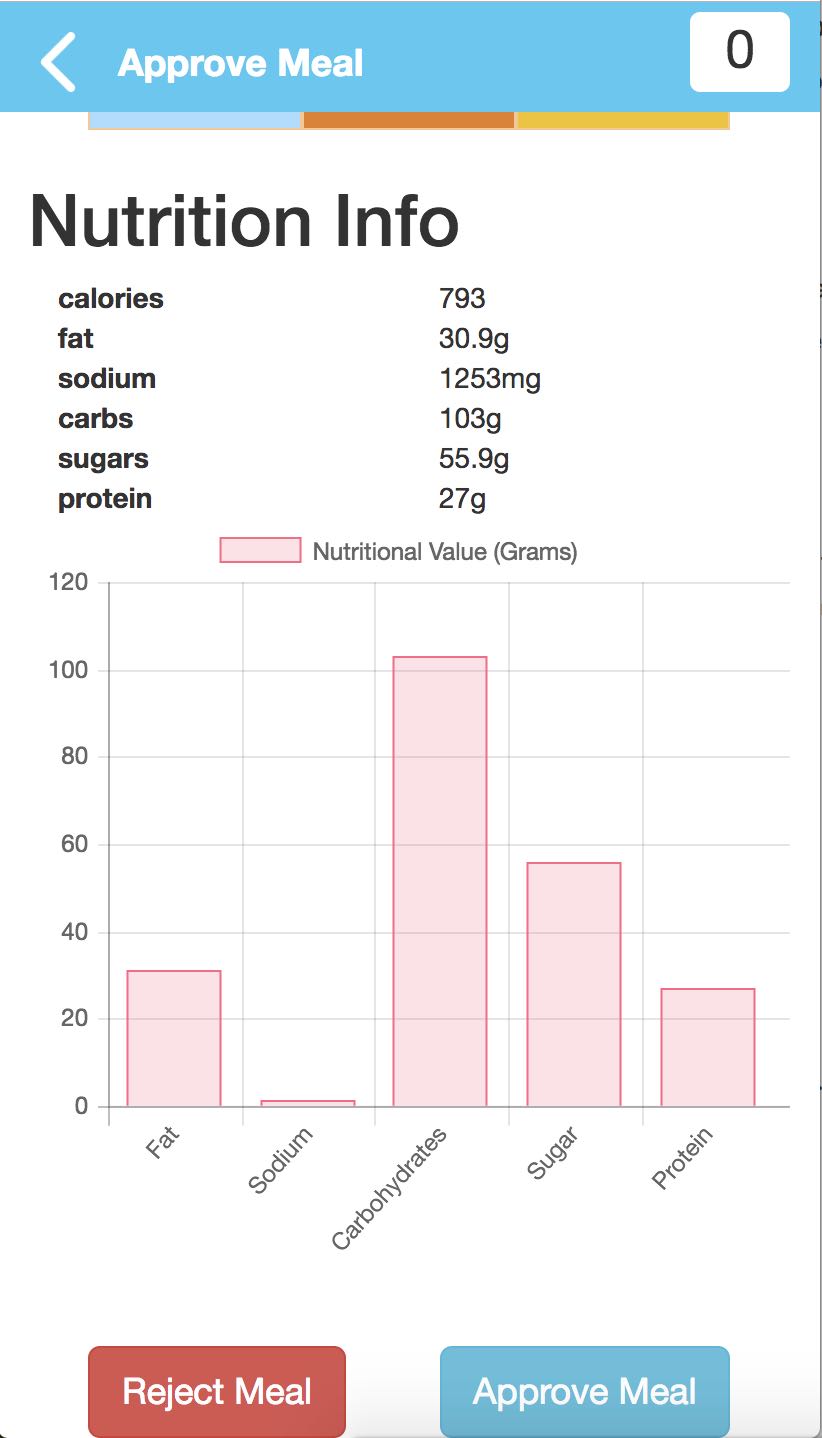 Approve Meal 0
Nutrition Info
calories 793
fat 30.9g
sodium 1253mg
carbs 103g
sugars 55.9g
protein 27g
Nutritional Value (Grams)
120
100
80
60
40
20
0
Fat Sodium Carbohydrates Sugar Protein
Reject Meal Approve Meal